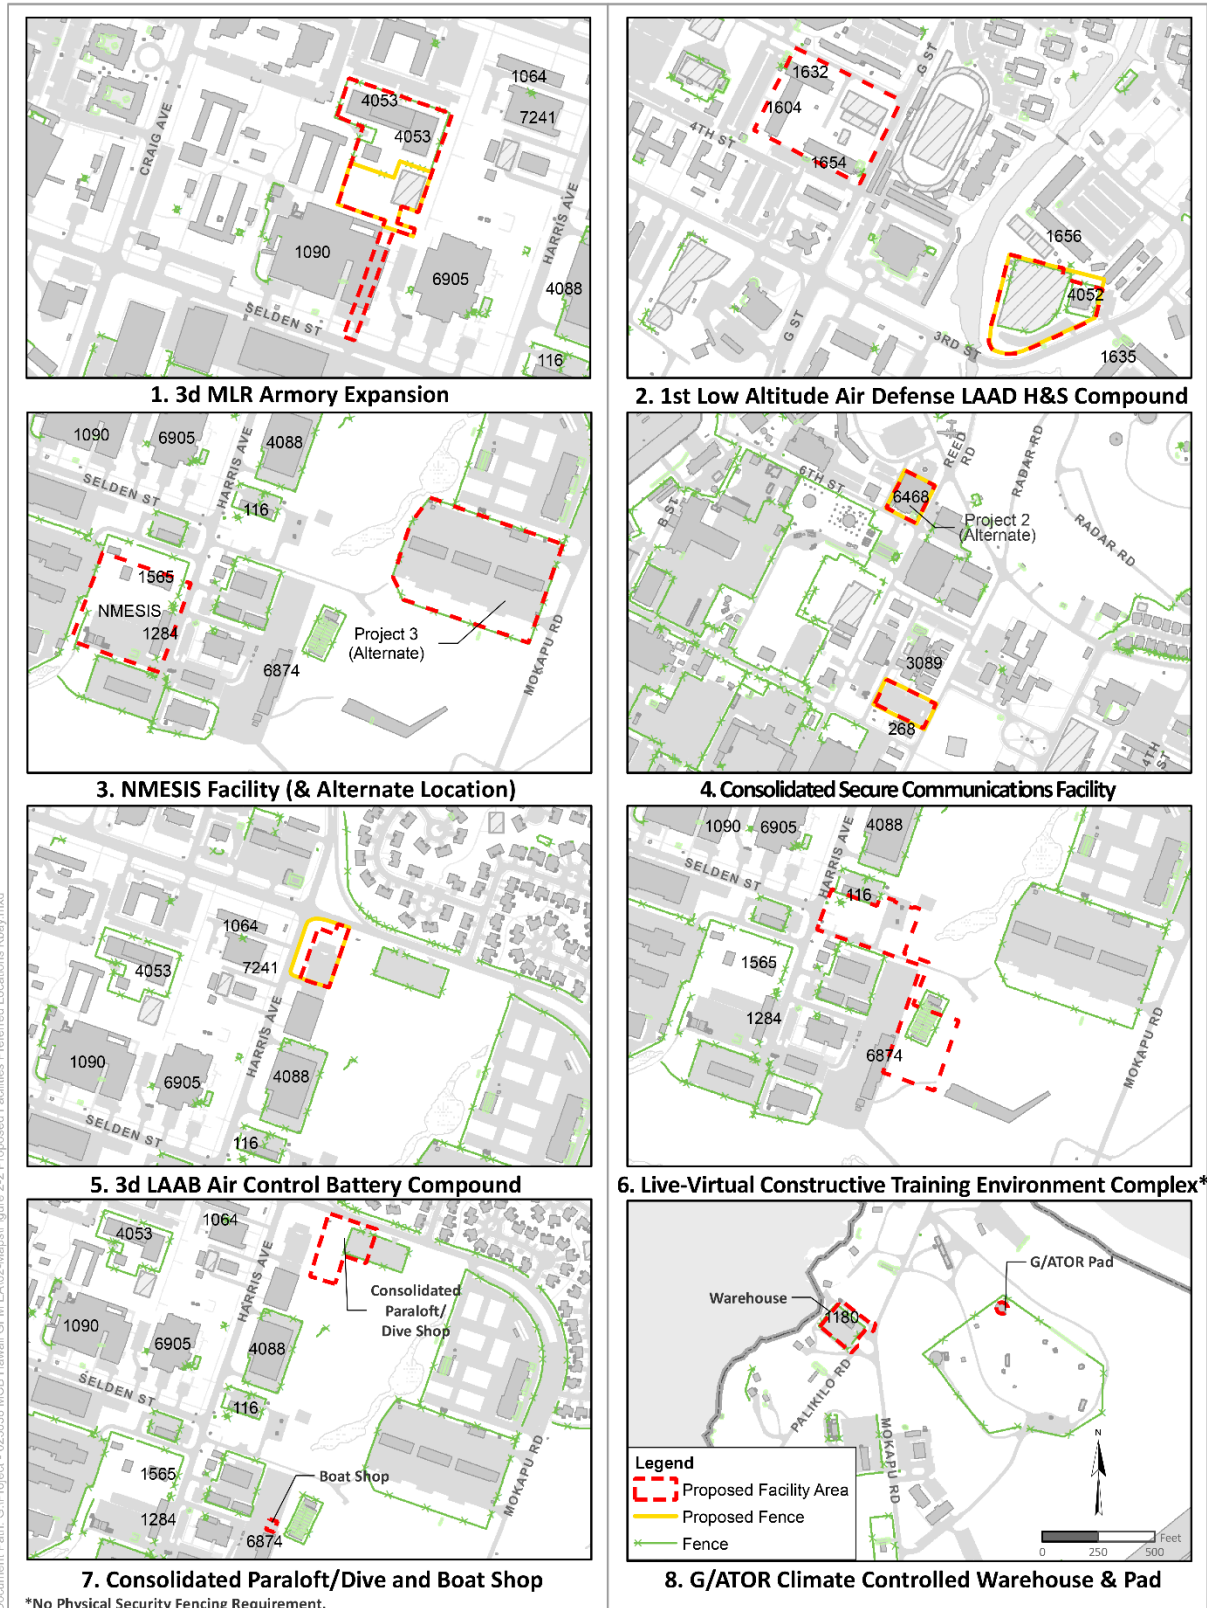 1064
7241
4053
4053
CRAIG AVE
HARRIS AVE
1090
6905
4088
SELDEN ST
116
1. 3d MLR Armory Expansion
1632
1604
G ST
4TH ST
1654
1656
4052
G ST
3RD ST
1635
2. 1st Low Altitude Air Defense LAAD H&S Compound
1090
6905
4088
HARRIS AVE
SELDEN ST
116
1565
NMESIS
1284
6874
Project 3
(Alternate)
MOKAPU RD
3. NMESIS Facility (& Alternate Location)
REED RD
RADAR RD
6TH ST
6468
B ST
Project 2
(Alternate)
RADAR RD
3089
268
4TH ST
4. Consolidated Secure Communications Facility
1064
7241
4053
HARRIS AVE
1090
6905
4088
SELDEN ST
116
5. 3d LAAB Air Control Battery Compound
1090
6905
4088
HARRIS AVE
SELDEN ST
116
1565
1284
6874
MOKAPU RD
6. Live-Virtual Constructive Training Environment Complex*
1064
4053
HARRIS AVE
Consolidated
Paraloft/
Dive Shop
1090
6905
4088
SELDEN ST
116
MOKAPU RD
1565
Boat Shop
1284
6874
7. Consolidated Paraloft/Dive and Boat Shop
G/ATOR Pad
Warehouse
1180
PALIKILO RD
MOKAPU RD
N
Legend
Proposed Facility Area
Proposed Fence
Fence
Feet
0 250 500
8. G/ATOR Climate Controlled Warehouse & Pad
*No Physical Security Fencing Requirement.